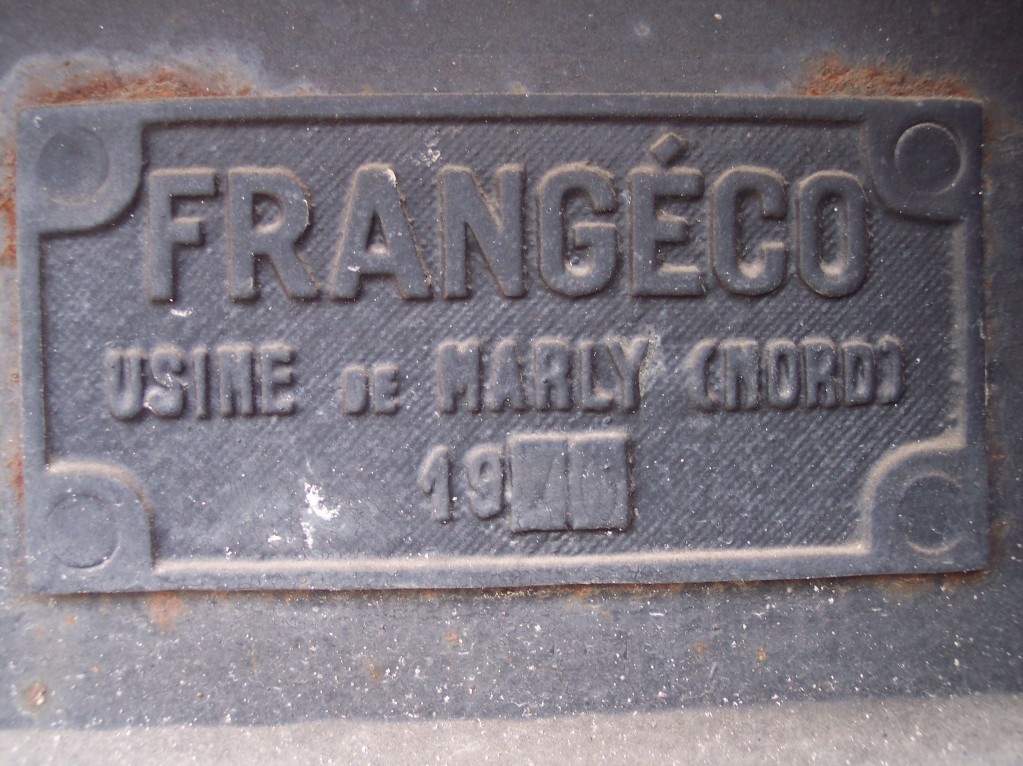 FRANGÉCO
USINE DE MARLY (NORD)
19